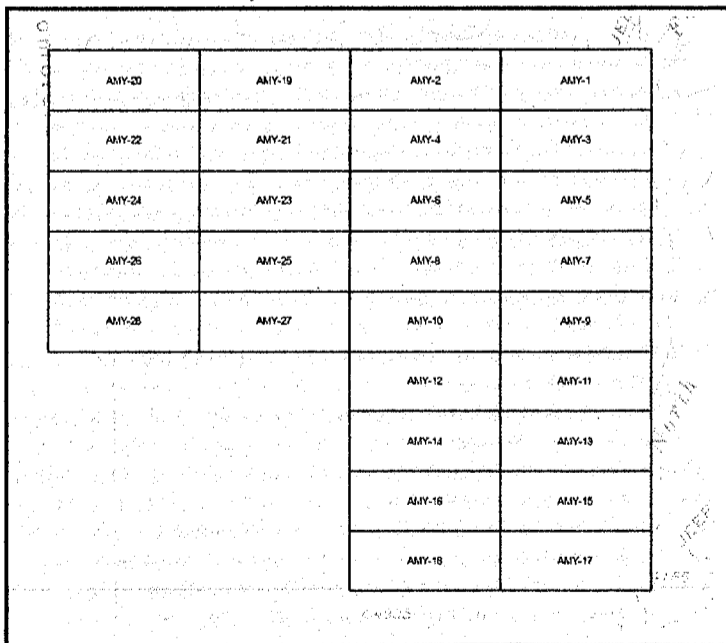 AMY-20 AMY-19 AMY-2 AMY-1
AMY-22 AMY-21 AMY-4 AMY-3
AMY-24 AMY-23 AMY-6 AMY-5
AMY-26 AMY-25 AMY-8 AMY-7
AMY-28 AMY-27 AMY-10 AMY-9
AMY-12 AMY-11
North
AMY-14 AMY-13
AMY-16 AMY-15
JEEP
AMY-18 AMY-17